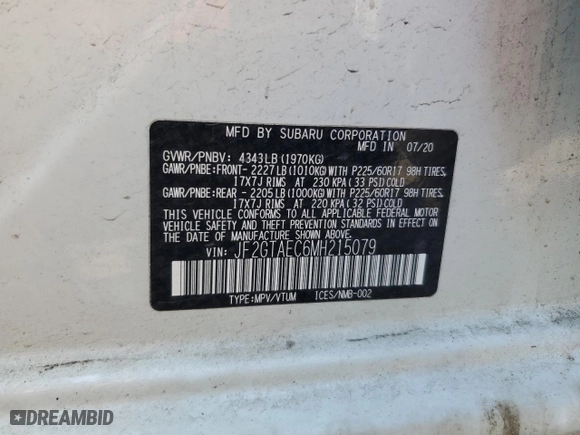 MFD BY SUBARU CORPORATION
MFD IN 07/20
GVWR/PNBV: 4343LB(1970KG)
GAWR/PNBE:FRONT- 2227LB(1010KG)WITH P225/60R17 98H TIRES,
17X7J RIMS AT 230 KPA(33 PSI)COLD
GAWR/PNBE:REAR - 2205LB(1000KG)WITH P225/60R17 98H TIRES,
17X7J RIMS AT 220 KPA(32 PSI)COLD
THIS VEHICLE CONFORMS TO ALL APPLICABLE FEDERAL MOTOR
VEHICLE SAFETY, BUMPER, AND THEFT PREVENTION STANDARDS IN EFFECT ON
THE DATE OF MANUFACTURE SHOWN ABOVE.
VIN: JF2GTAEC6MH215079
TYPE:MPV/VTUM ICES/NMB-002
DREAMBID